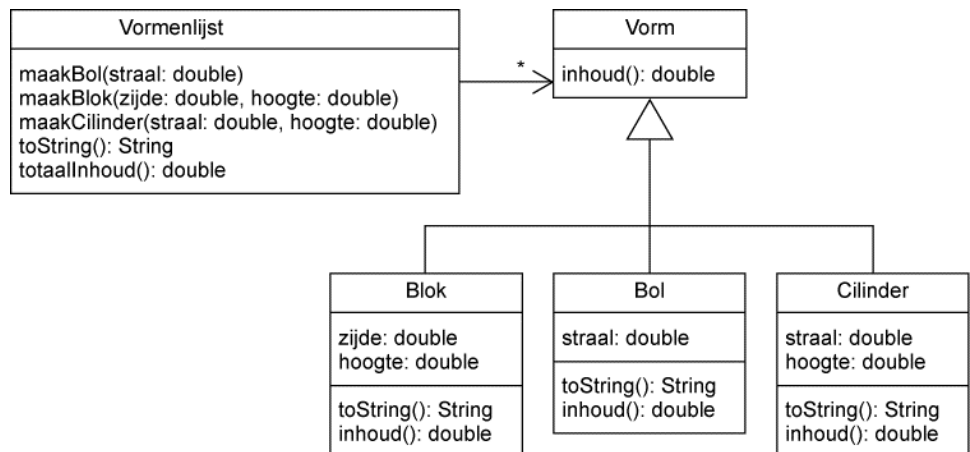 Vormenlijst
maakBol(straal: double)
maakBlok(zijde: double, hoogte: double)
maakCilinder(straal: double, hoogte: double)
toString(): String
totaalInhoud(): double
*
Vorm
inhoud(): double
Blok
zijde: double
hoogte: double
toString(): String
inhoud(): double
Bol
straal: double
toString(): String
inhoud(): double
Cilinder
straal: double
hoogte: double
toString(): String
inhoud(): double